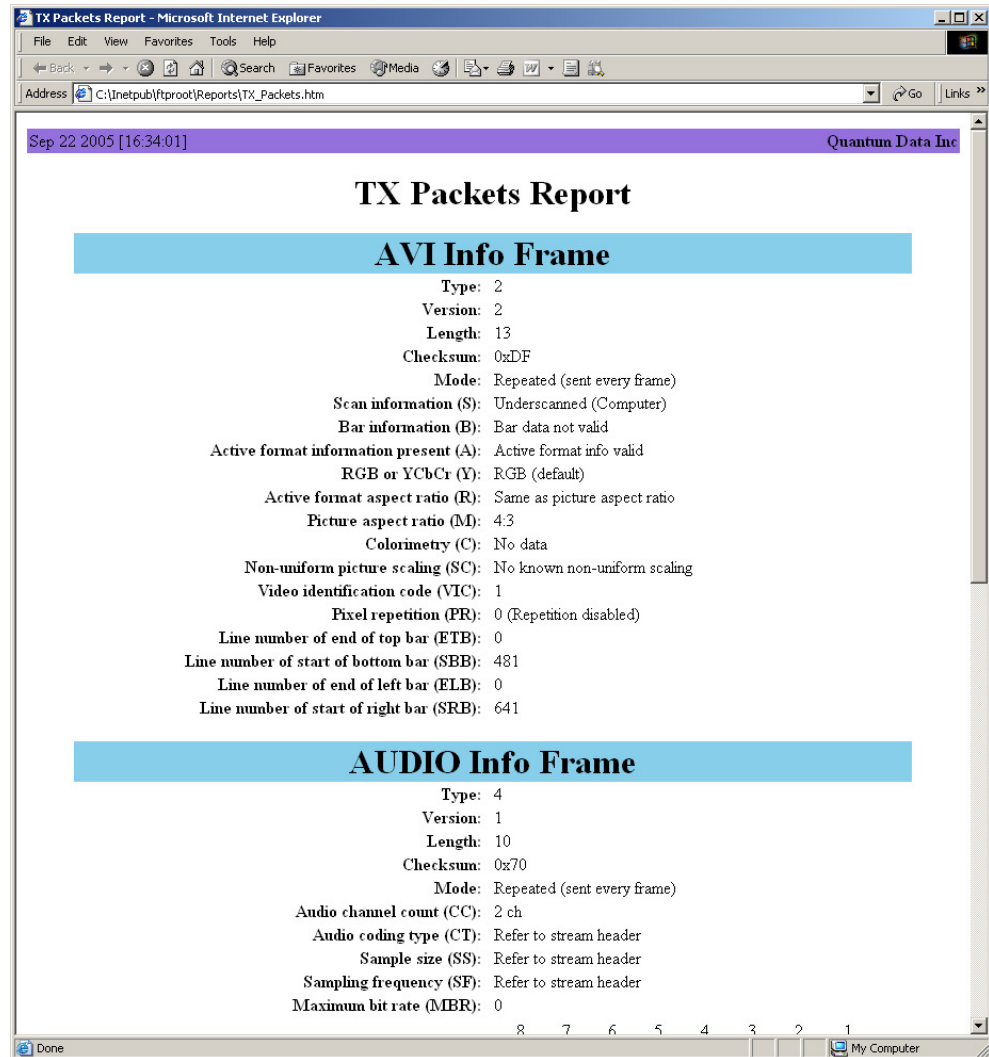 TX Packets Report - Microsoft Internet Explorer
File Edit View Favorites Tools Help
Back Search Favorites Media
Address C:\Inetpub\ftproot\Reports\TX_Packets.htm Go Links »
Sep 22 2005 [16:34:01] Quantum Data Inc
TX Packets Report
AVI Info Frame
Type: 2
Version: 2
Length: 13
Checksum: 0xDF
Mode: Repeated (sent every frame)
Scan information (S): Underscanned (Computer)
Bar information (B): Bar data not valid
Active format information present (A): Active format info valid
RGB or YCbCr (Y): RGB (default)
Active format aspect ratio (R): Same as picture aspect ratio
Picture aspect ratio (M): 4:3
Colorimetry (C): No data
Non-uniform picture scaling (SC): No known non-uniform scaling
Video identification code (VIC): 1
Pixel repetition (PR): 0 (Repetition disabled)
Line number of end of top bar (ETB): 0
Line number of start of bottom bar (SBB): 481
Line number of end of left bar (ELB): 0
Line number of start of right bar (SRB): 641
AUDIO Info Frame
Type: 4
Version: 1
Length: 10
Checksum: 0x70
Mode: Repeated (sent every frame)
Audio channel count (CC): 2 ch
Audio coding type (CT): Refer to stream header
Sample size (SS): Refer to stream header
Sampling frequency (SF): Refer to stream header
Maximum bit rate (MBR): 0
8 7 6 5 4 3 2 1
Done My Computer